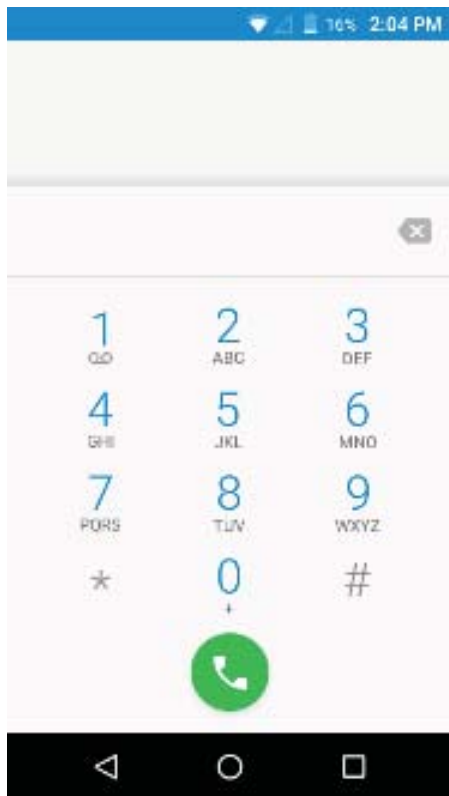 16% 2:04 PM
1 2 3
ABC DEF
4 5 6
GHI JKL MNO
7 8 9
PQRS TUV WXYZ
* 0 #
+